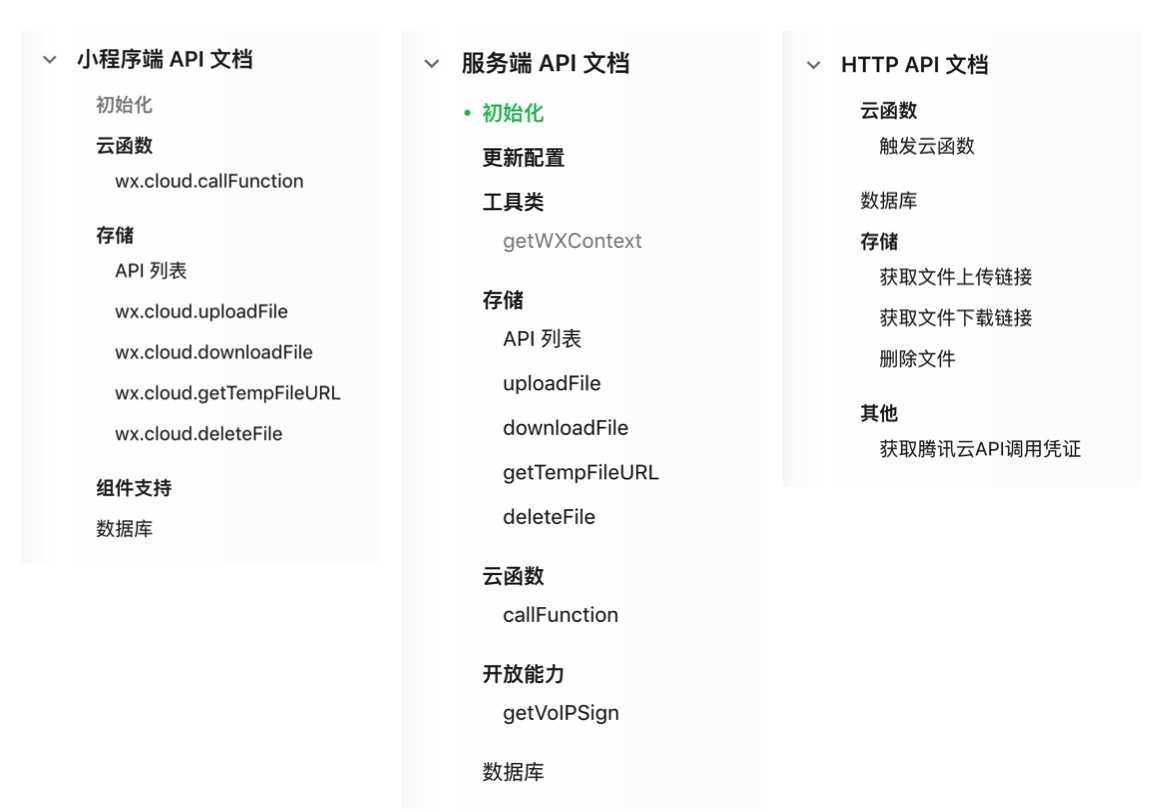 小程序端 API 文档
初始化
云函数
wx.cloud.callFunction
存储
API 列表
wx.cloud.uploadFile
wx.cloud.downloadFile
wx.cloud.getTempFileURL
wx.cloud.deleteFile
组件支持
数据库
服务端 API 文档
• 初始化
更新配置
工具类
getWXContext
存储
API 列表
uploadFile
downloadFile
getTempFileURL
deleteFile
云函数
callFunction
开放能力
getVoIPSign
数据库
HTTP API 文档
云函数
触发云函数
数据库
存储
获取文件上传链接
获取文件下载链接
删除文件
其他
获取腾讯云API调用凭证